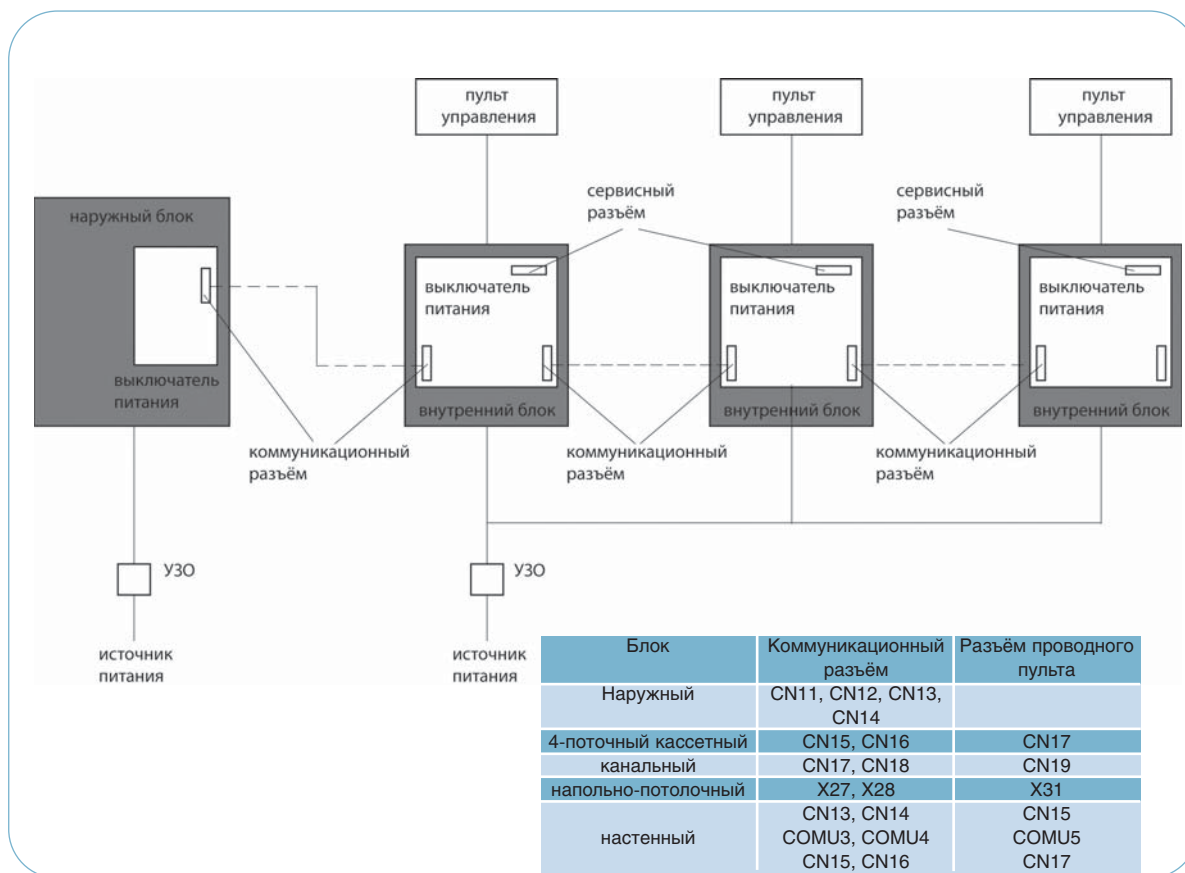 пульт
управления
пульт
управления
пульт
управления
сервисный
разъём
сервисный
разъём
наружный блок
выключатель
питания
выключатель
питания
выключатель
питания
выключатель
питания
внутренний блок
внутренний блок
внутренний блок
коммуникационный
разъём
коммуникационный
разъём
коммуникационный
разъём
УЗО
УЗО
источник
питания
источник
питания
Блок Коммуникационный разъём Разъём проводного пульта
Наружный CN11, CN12, CN13, CN14
4-поточный кассетный CN15, CN16 CN17
канальный CN17, CN18 CN19
напольно-потолочный X27, X28 X31
настенный CN13, CN14 CN15
COMU3, COMU4 COMU5
CN15, CN16 CN17